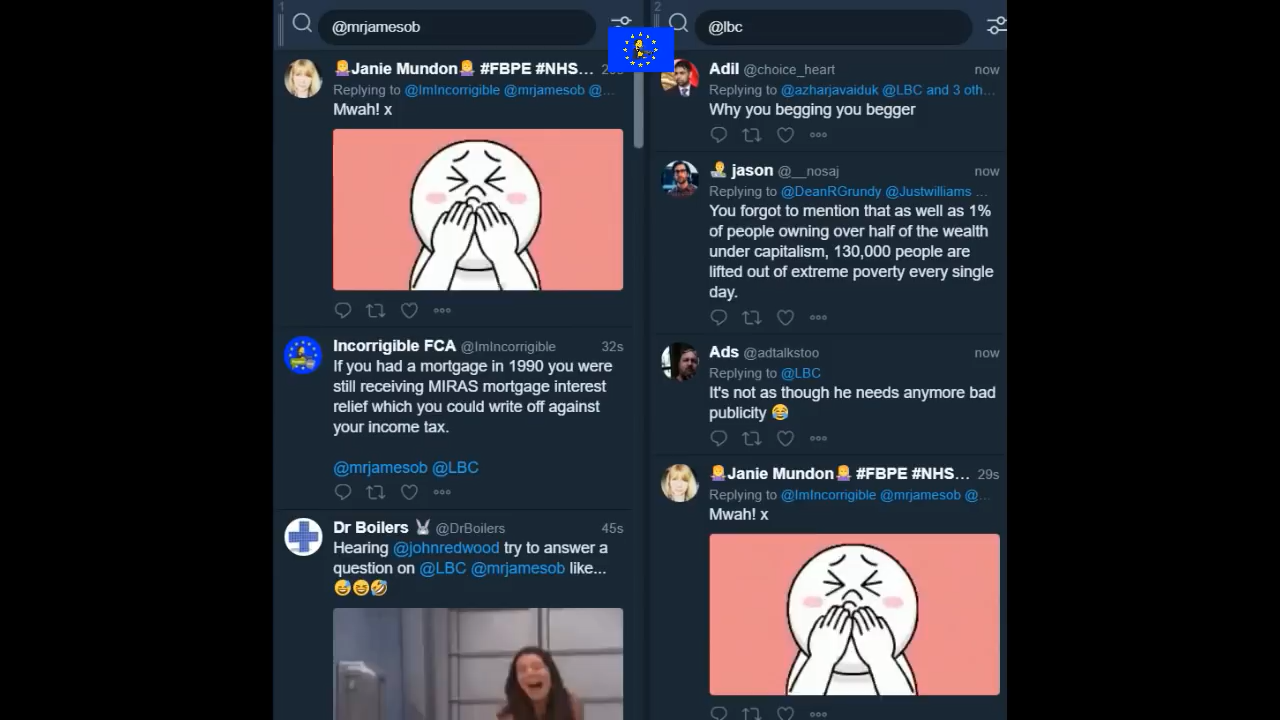 1
@mrjamesob
Janie Mundon #FBPE #NHS...
Replying to @ImIncorrigible @mrjamesob @...
Mwah! x
Incorrigible FCA @ImIncorrigible 32s
If you had a mortgage in 1990 you were
still receiving MIRAS mortgage interest
relief which you could write off against
your income tax.
@mrjamesob @LBC
Dr Boilers @DrBoilers 45s
Hearing @johnredwood try to answer a
question on @LBC @mrjamesob like...
😅😆🤣
2
@lbc
Adil @choice_heart now
Replying to @azharjavaiduk @LBC and 3 oth...
Why you begging you begger
jason @__nosaj now
Replying to @DeanRGrundy @Justwilliams ...
You forgot to mention that as well as 1%
of people owning over half of the wealth
under capitalism, 130,000 people are
lifted out of extreme poverty every single
day.
Ads @adtalkstoo now
Replying to @LBC
It's not as though he needs anymore bad
publicity 😂
Janie Mundon #FBPE #NHS... 29s
Replying to @ImIncorrigible @mrjamesob @...
Mwah! x